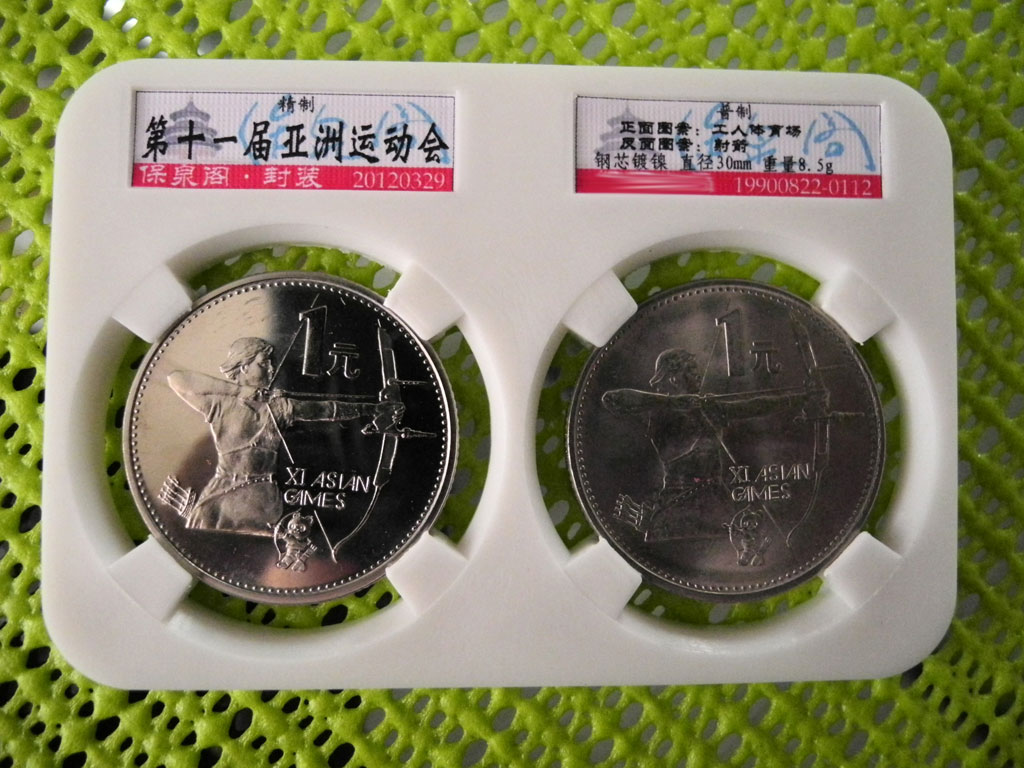 精制
第十一届亚洲运动会
保泉阁·封装 20120329
普制
正面图案：工人体育场
反面图案：射箭
钢芯镀镍 直径30mm 重量8.5g
19900822-0112
1元
XI ASIAN
GAMES
1元
XI ASIAN
GAMES